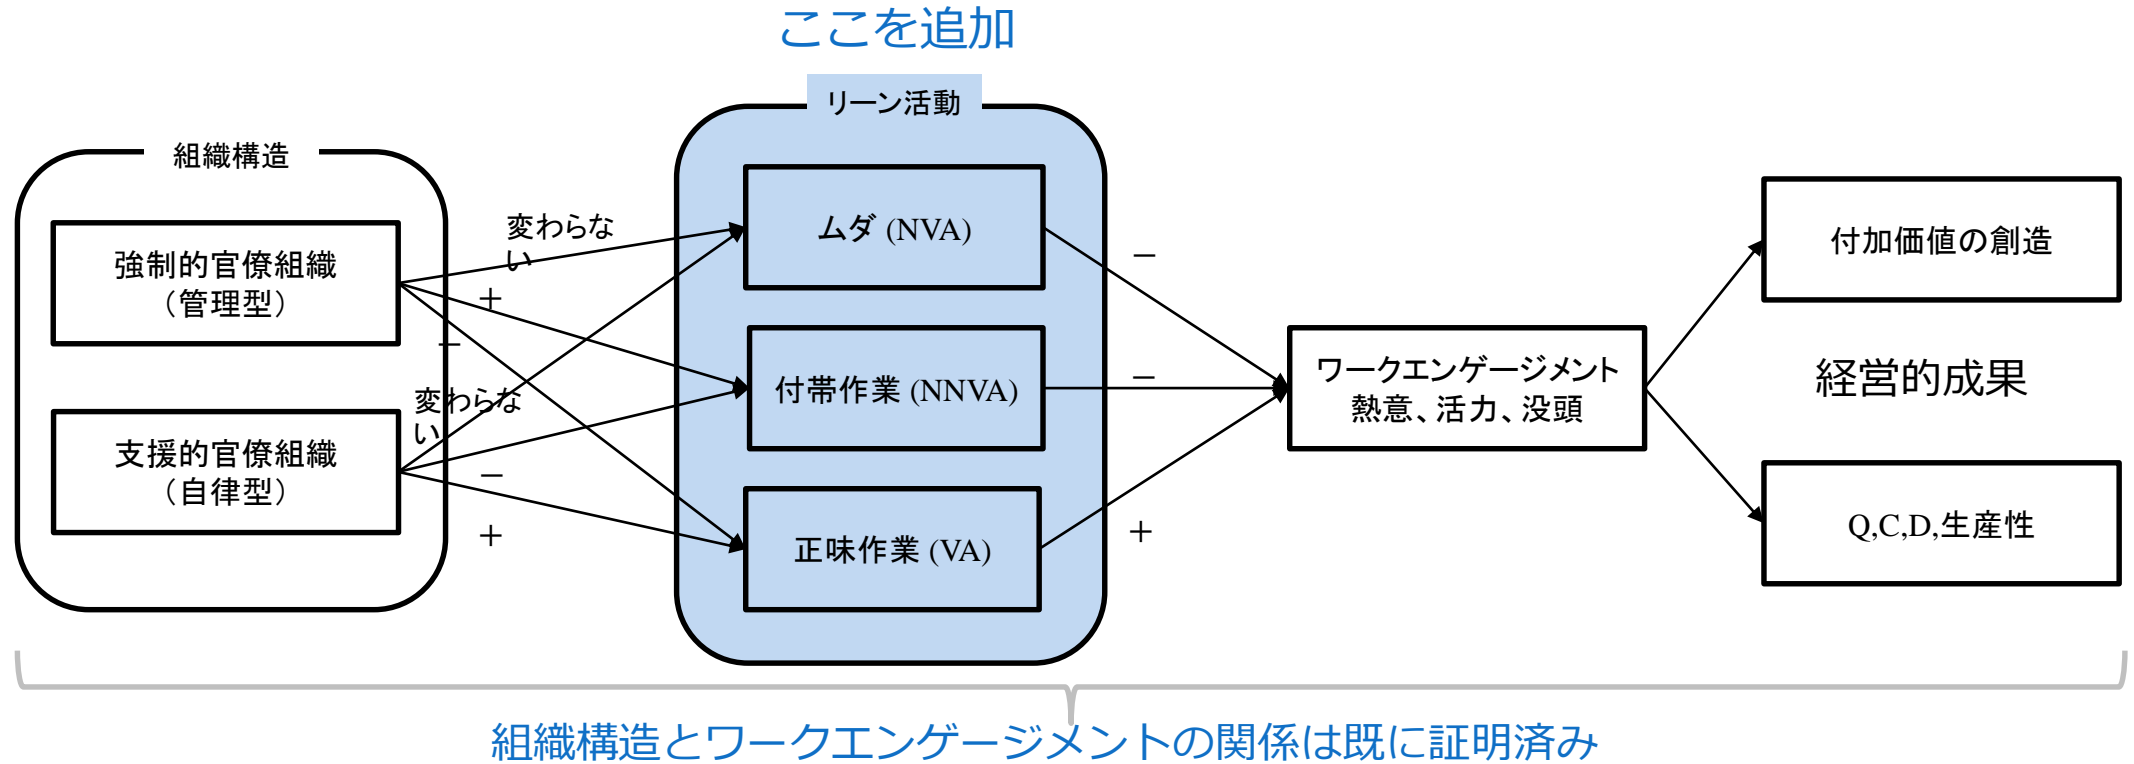 ここを追加
リーン活動
組織構造
強制的官僚組織
（管理型）
支援的官僚組織
（自律型）
変わらな
い
＋
－
変わらな
い
－
＋
ムダ (NVA)
付帯作業 (NNVA)
正味作業 (VA)
－
－
＋
ワークエンゲージメント
熱意、活力、没頭
付加価値の創造
経営的成果
Q,C,D,生産性
組織構造とワークエンゲージメントの関係は既に証明済み